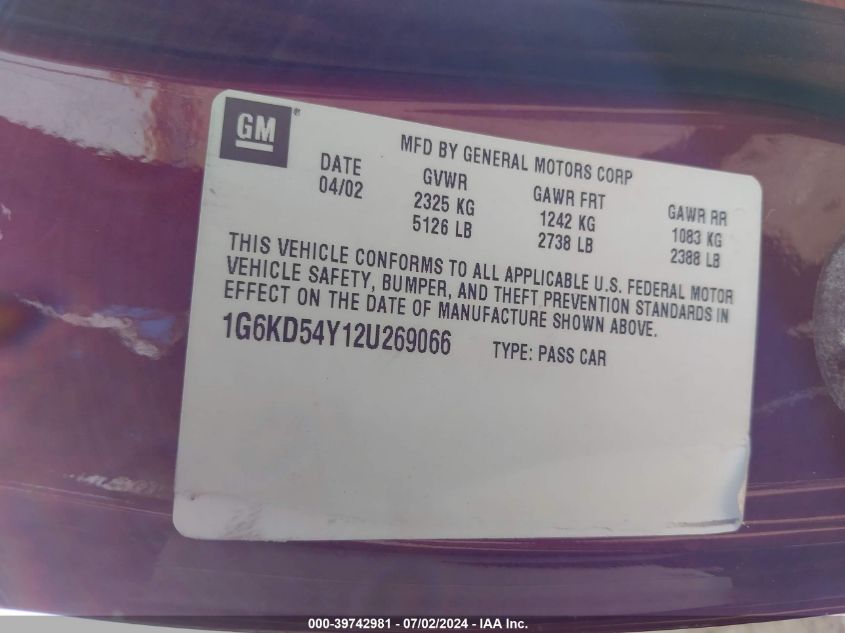 GM®
MFD BY GENERAL MOTORS CORP
DATE GVWR GAWR FRT GAWR RR
04/02 2325 KG 1242 KG 1083 KG
5126 LB 2738 LB 2388 LB
THIS VEHICLE CONFORMS TO ALL APPLICABLE U.S. FEDERAL MOTOR
VEHICLE SAFETY, BUMPER, AND THEFT PREVENTION STANDARDS IN
EFFECT ON THE DATE OF MANUFACTURE SHOWN ABOVE.
1G6KD54Y12U269066 TYPE: PASS CAR
000-39742981 - 07/02/2024 - IAA Inc.